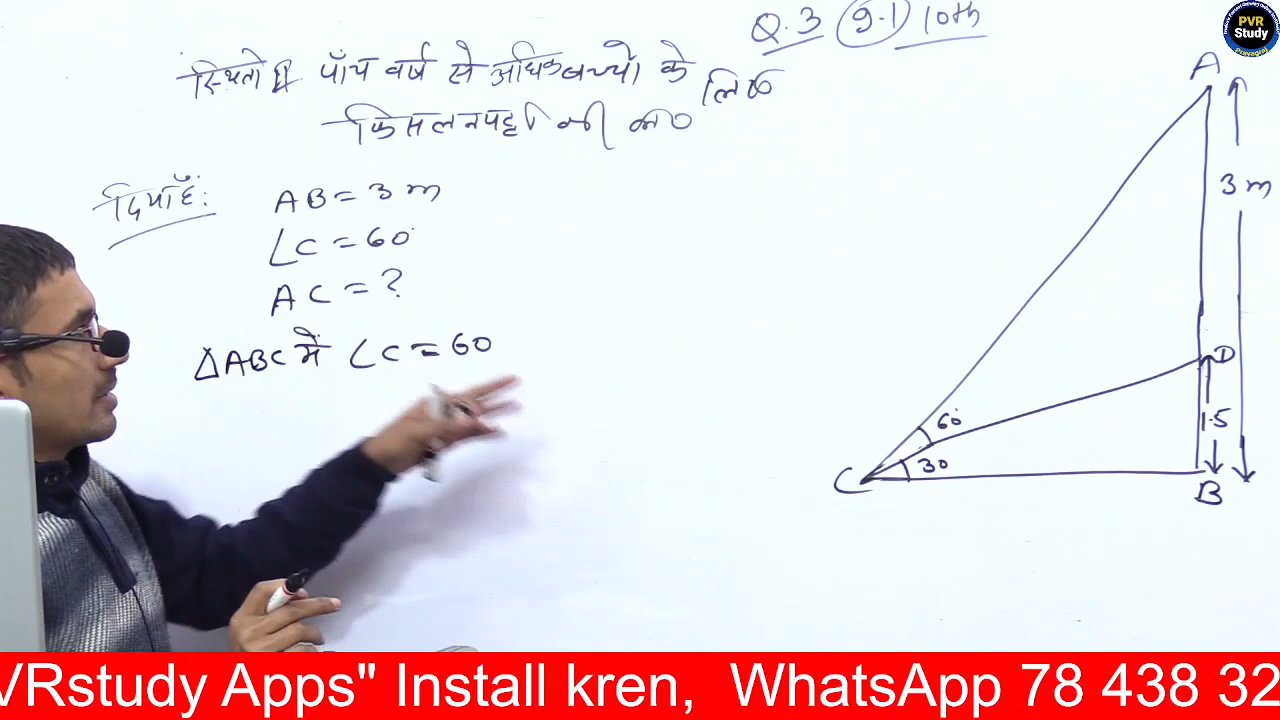 Q.3 9.1 10th
स्थिती II पाँच वर्ष से अधिक बच्चों के लिए
फिसलनपट्टी की ल०
दिया है:
AB = 3 m
∠C = 60°
AC = ?
△ABC में ∠C = 60
A
3 m
D
1.5
60°
30
C
B
PVR
Study
Prayagraj
VRstudy Apps" Install kren, WhatsApp 78 438 32